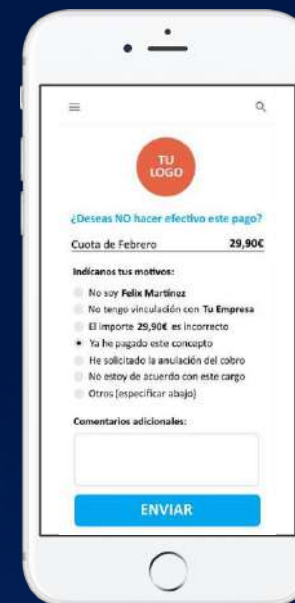 TU
LOGO
¿Deseas NO hacer efectivo este pago?
Cuota de Febrero 29,90€
Indícanos tus motivos:
No soy Felix Martínez
No tengo vinculación con Tu Empresa
El importe 29,90€ es incorrecto
Ya he pagado este concepto
He solicitado la anulación del cobro
No estoy de acuerdo con este cargo
Otros (especificar abajo)
Comentarios adicionales:
ENVIAR